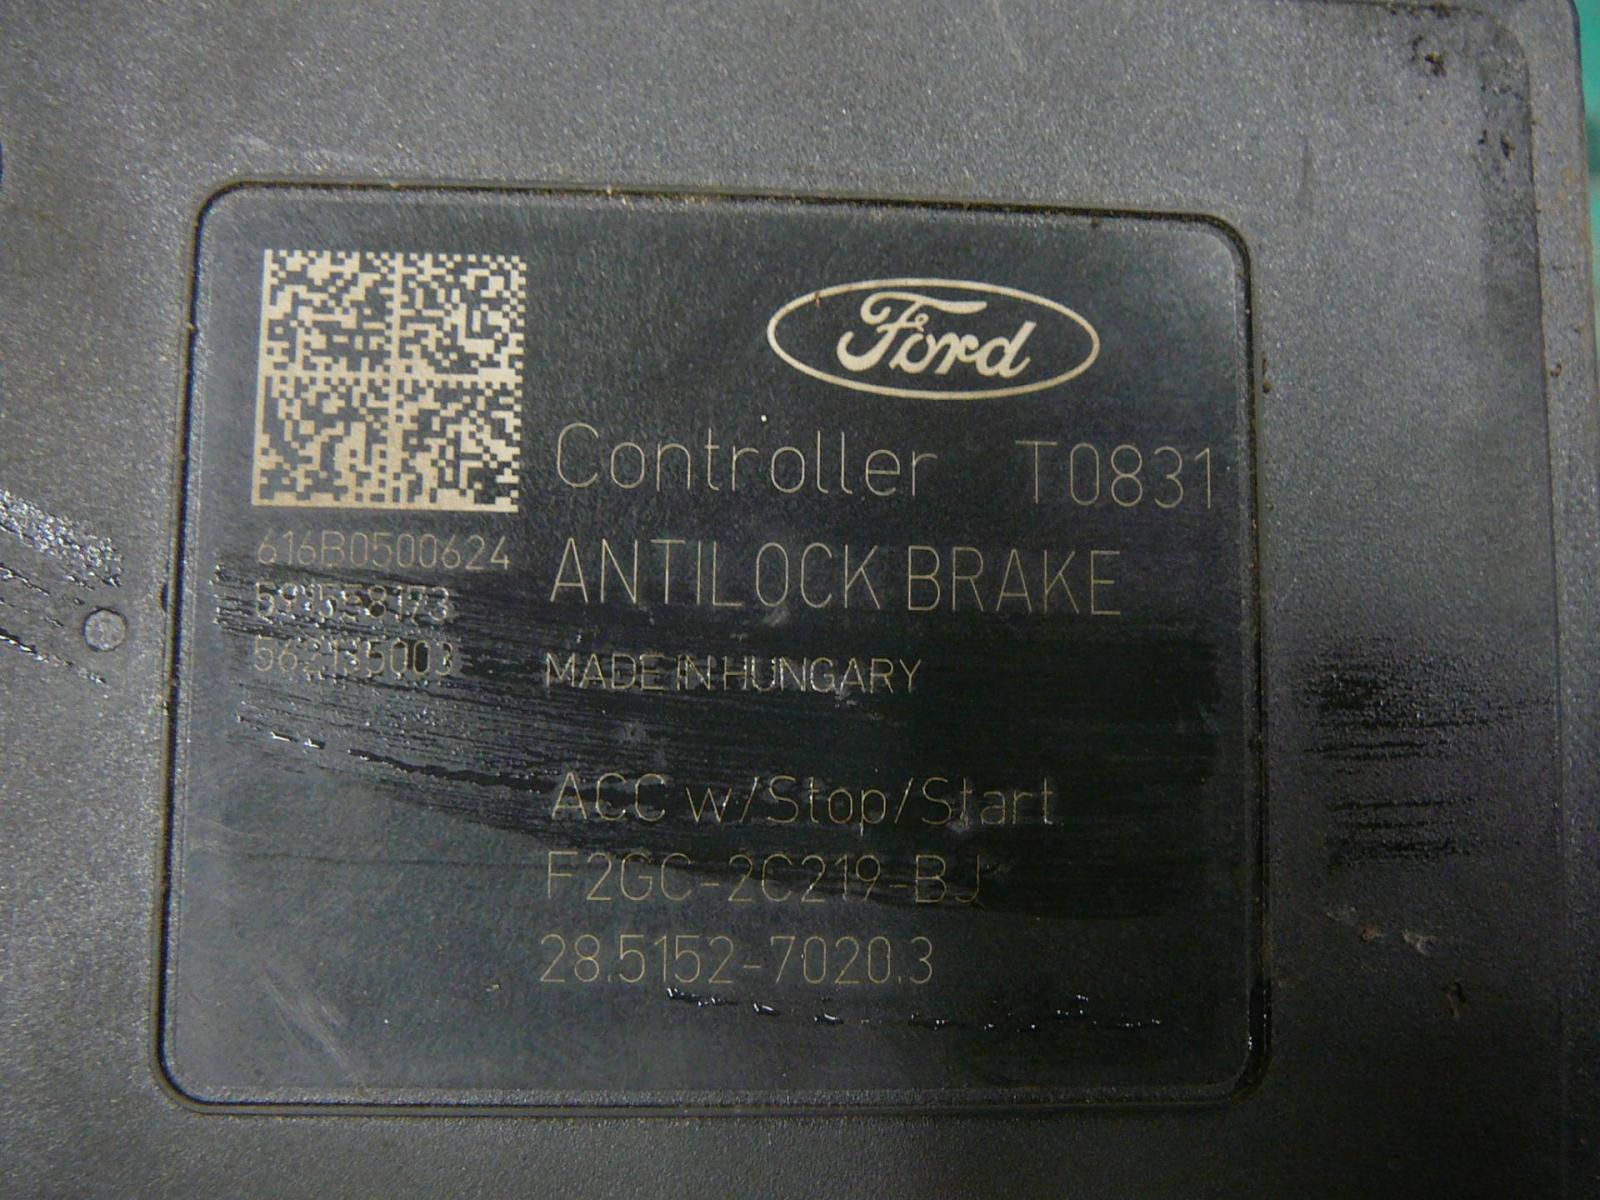 Ford
Controller T0831
616B0500624
ANTILOCK BRAKE
MADE IN HUNGARY
ACC w/Stop/Start
F2GC-2C219-BJ
28.5152-7020.3